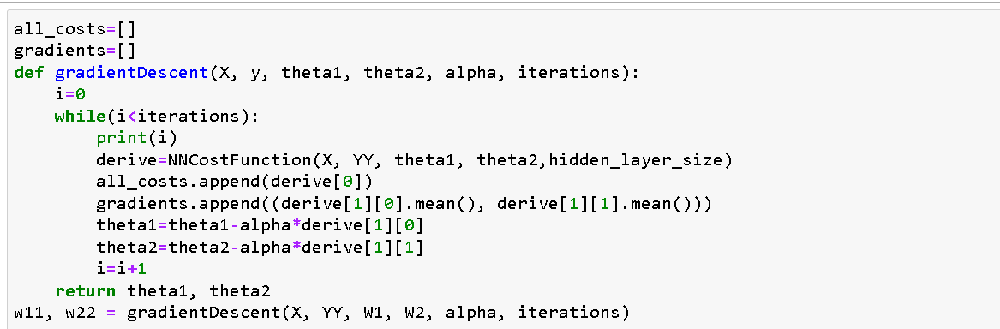 all_costs=[]
gradients=[]
def gradientDescent(X, y, theta1, theta2, alpha, iterations):
    i=0
    while(i<iterations):
        print(i)
        derive=NNCostFunction(X, YY, theta1, theta2,hidden_layer_size)
        all_costs.append(derive[0])
        gradients.append((derive[1][0].mean(), derive[1][1].mean()))
        theta1=theta1-alpha*derive[1][0]
        theta2=theta2-alpha*derive[1][1]
        i=i+1
    return theta1, theta2
w11, w22 = gradientDescent(X, YY, W1, W2, alpha, iterations)